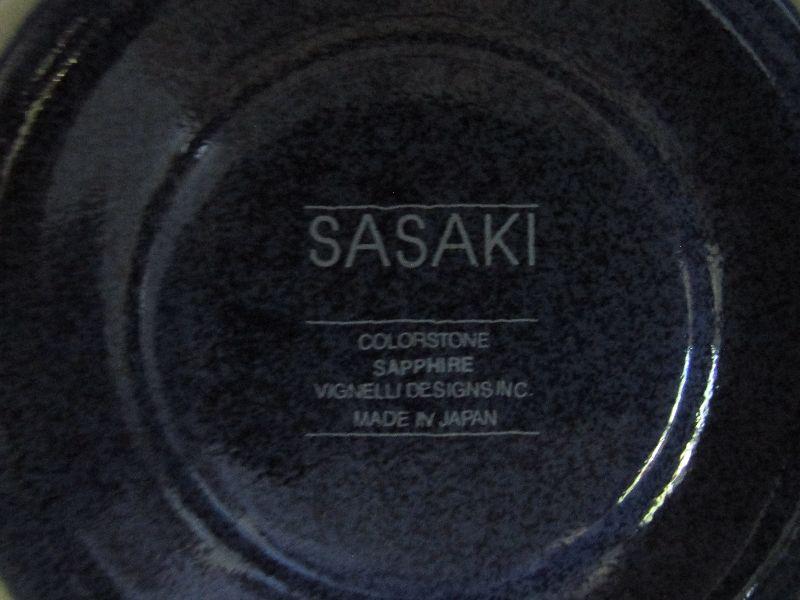 SASAKI
COLORSTONE
SAPPHIRE
VIGNELLI DESIGNS INC.
MADE IN JAPAN